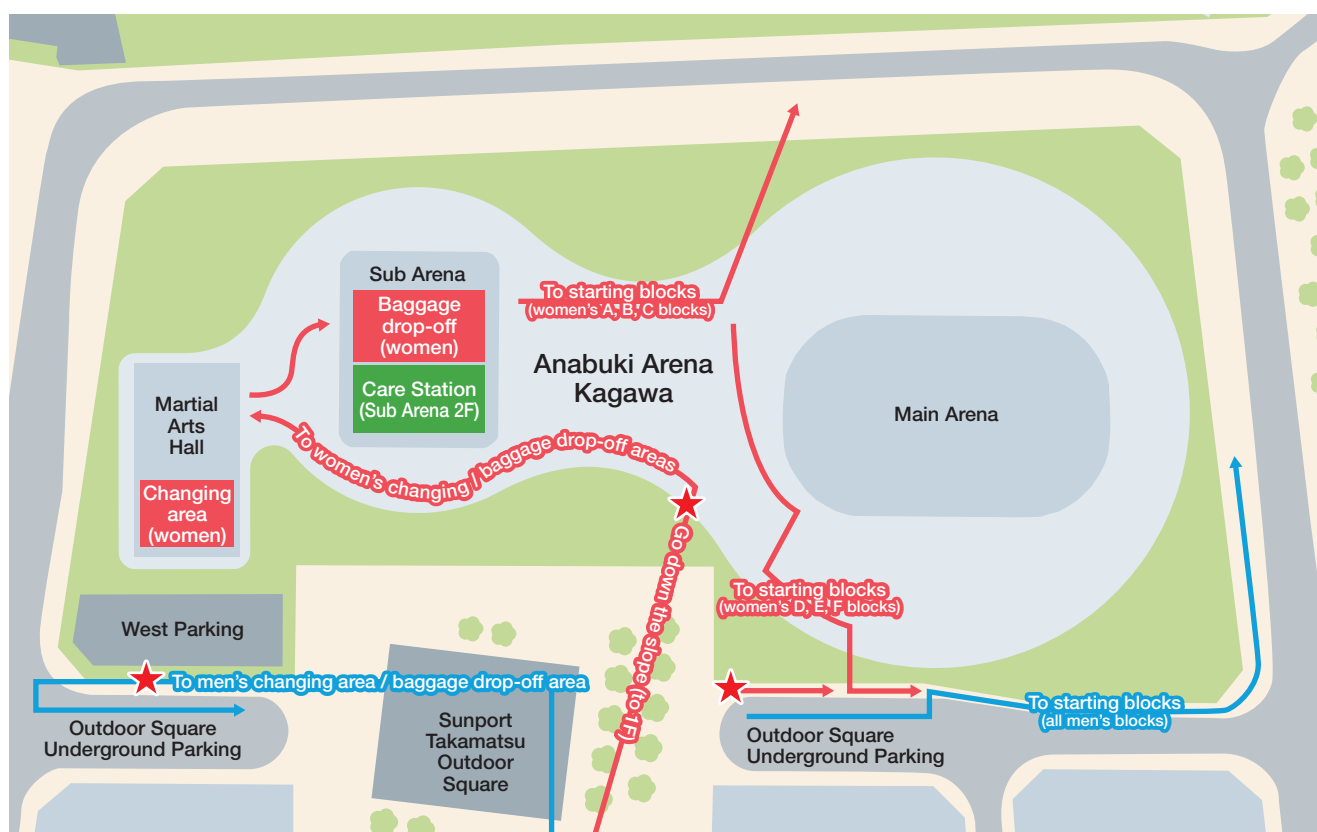 Sub Arena
Baggage
drop-off
(women)
Care Station
(Sub Arena 2F)
To starting blocks
(women's A, B, C blocks)
Anabuki Arena
Kagawa
Main Arena
Martial
Arts
Hall
Changing
area
(women)
To women's changing / baggage drop-off areas
Go down the slope (to 1F)
To starting blocks
(women's D, E, F blocks)
West Parking
To men's changing area / baggage drop-off area
Outdoor Square
Underground Parking
Sunport
Takamatsu
Outdoor
Square
To starting blocks
(all men's blocks)
Outdoor Square
Underground Parking